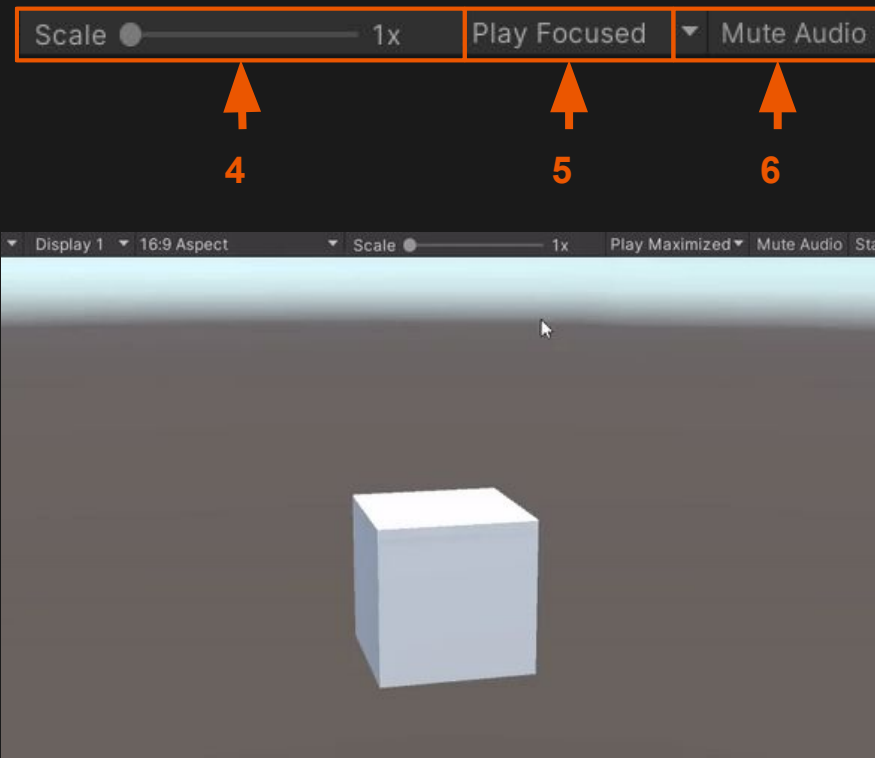 Scale 1x Play Focused Mute Audio
4 5 6
Display 1 16:9 Aspect Scale 1x Play Maximized Mute Audio Sta